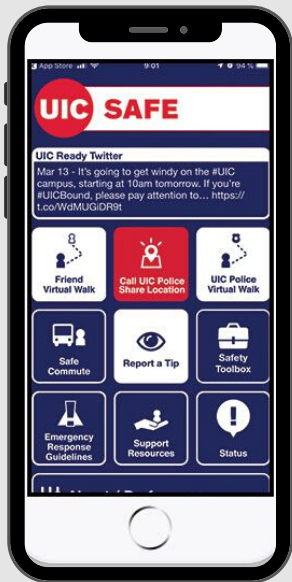 App Store 9:01 94%
UIC SAFE
UIC Ready Twitter
Mar 13 - It's going to get windy on the #UIC
campus, starting at 10am tomorrow. If you're
#UICBound, please pay attention to... https://
t.co/WdMUGiDR9t
Friend
Virtual Walk
Call UIC Police
Share Location
UIC Police
Virtual Walk
Safe
Commute
Report a Tip
Safety
Toolbox
Emergency
Response
Guidelines
Support
Resources
Status